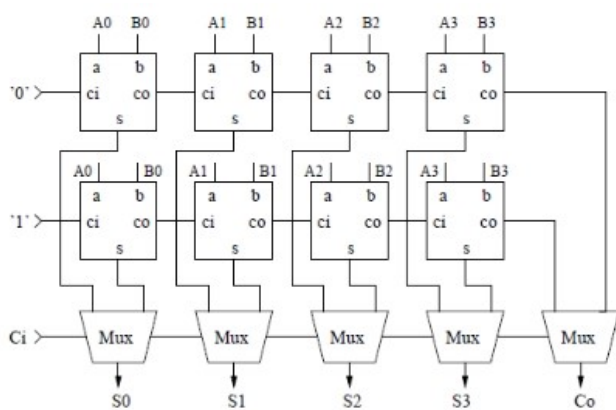 A0 B0 A1 B1 A2 B2 A3 B3
a b a b a b a b
`0` ci co ci co ci co ci co
s s s s
A0 B0 A1 B1 A2 B2 A3 B3
a b a b a b a b
`1` ci co ci co ci co ci co
s s s s
Ci Mux Mux Mux Mux Mux
S0 S1 S2 S3 Co